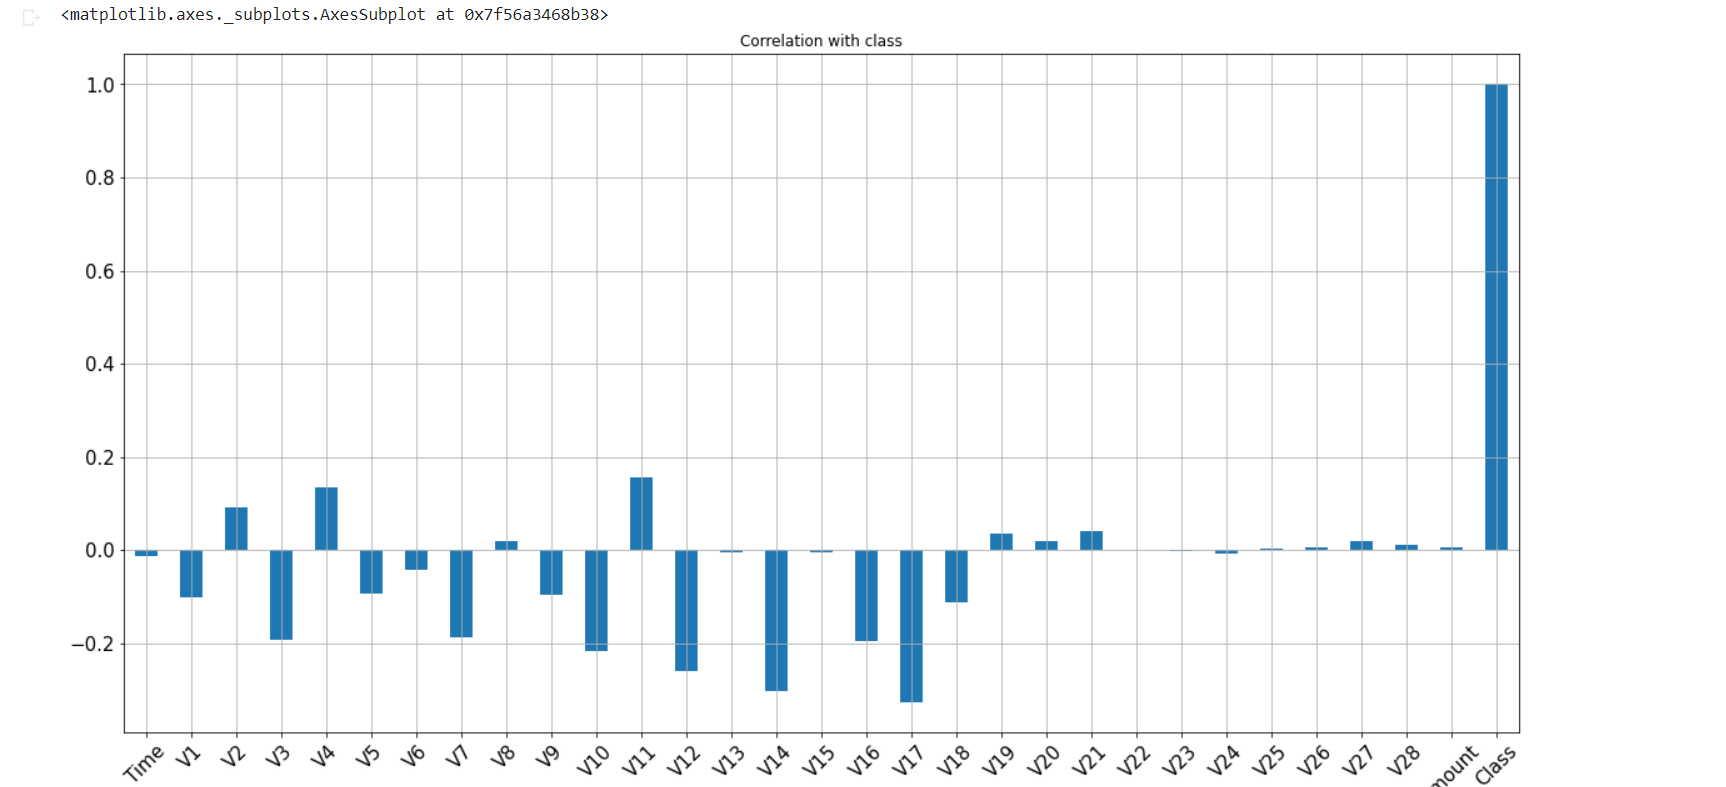 <matplotlib.axes._subplots.AxesSubplot at 0x7f56a3468b38>
Correlation with class
1.0
0.8
0.6
0.4
0.2
0.0
−0.2
Time V1 V2 V3 V4 V5 V6 V7 V8 V9 V10 V11 V12 V13 V14 V15 V16 V17 V18 V19 V20 V21 V22 V23 V24 V25 V26 V27 V28 mount Class